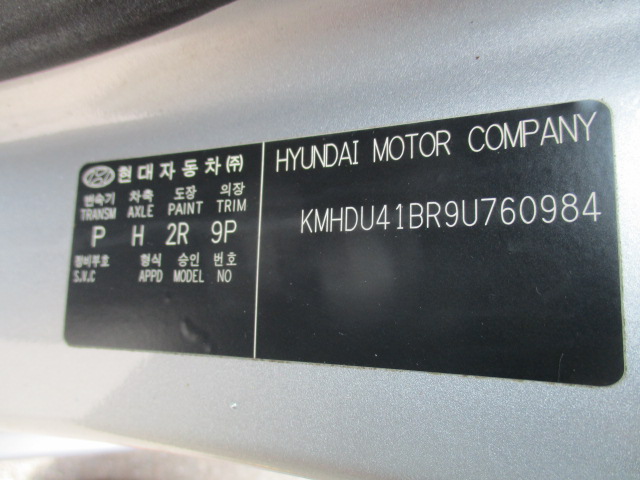 현대자동차㈜
변속기 차축 도장 의장
TRANSM AXLE PAINT TRIM
P H 2R 9P
정비부호 형식 승인 번호
S.V.C APPD MODEL NO
HYUNDAI MOTOR COMPANY
KMHDU41BR9U760984